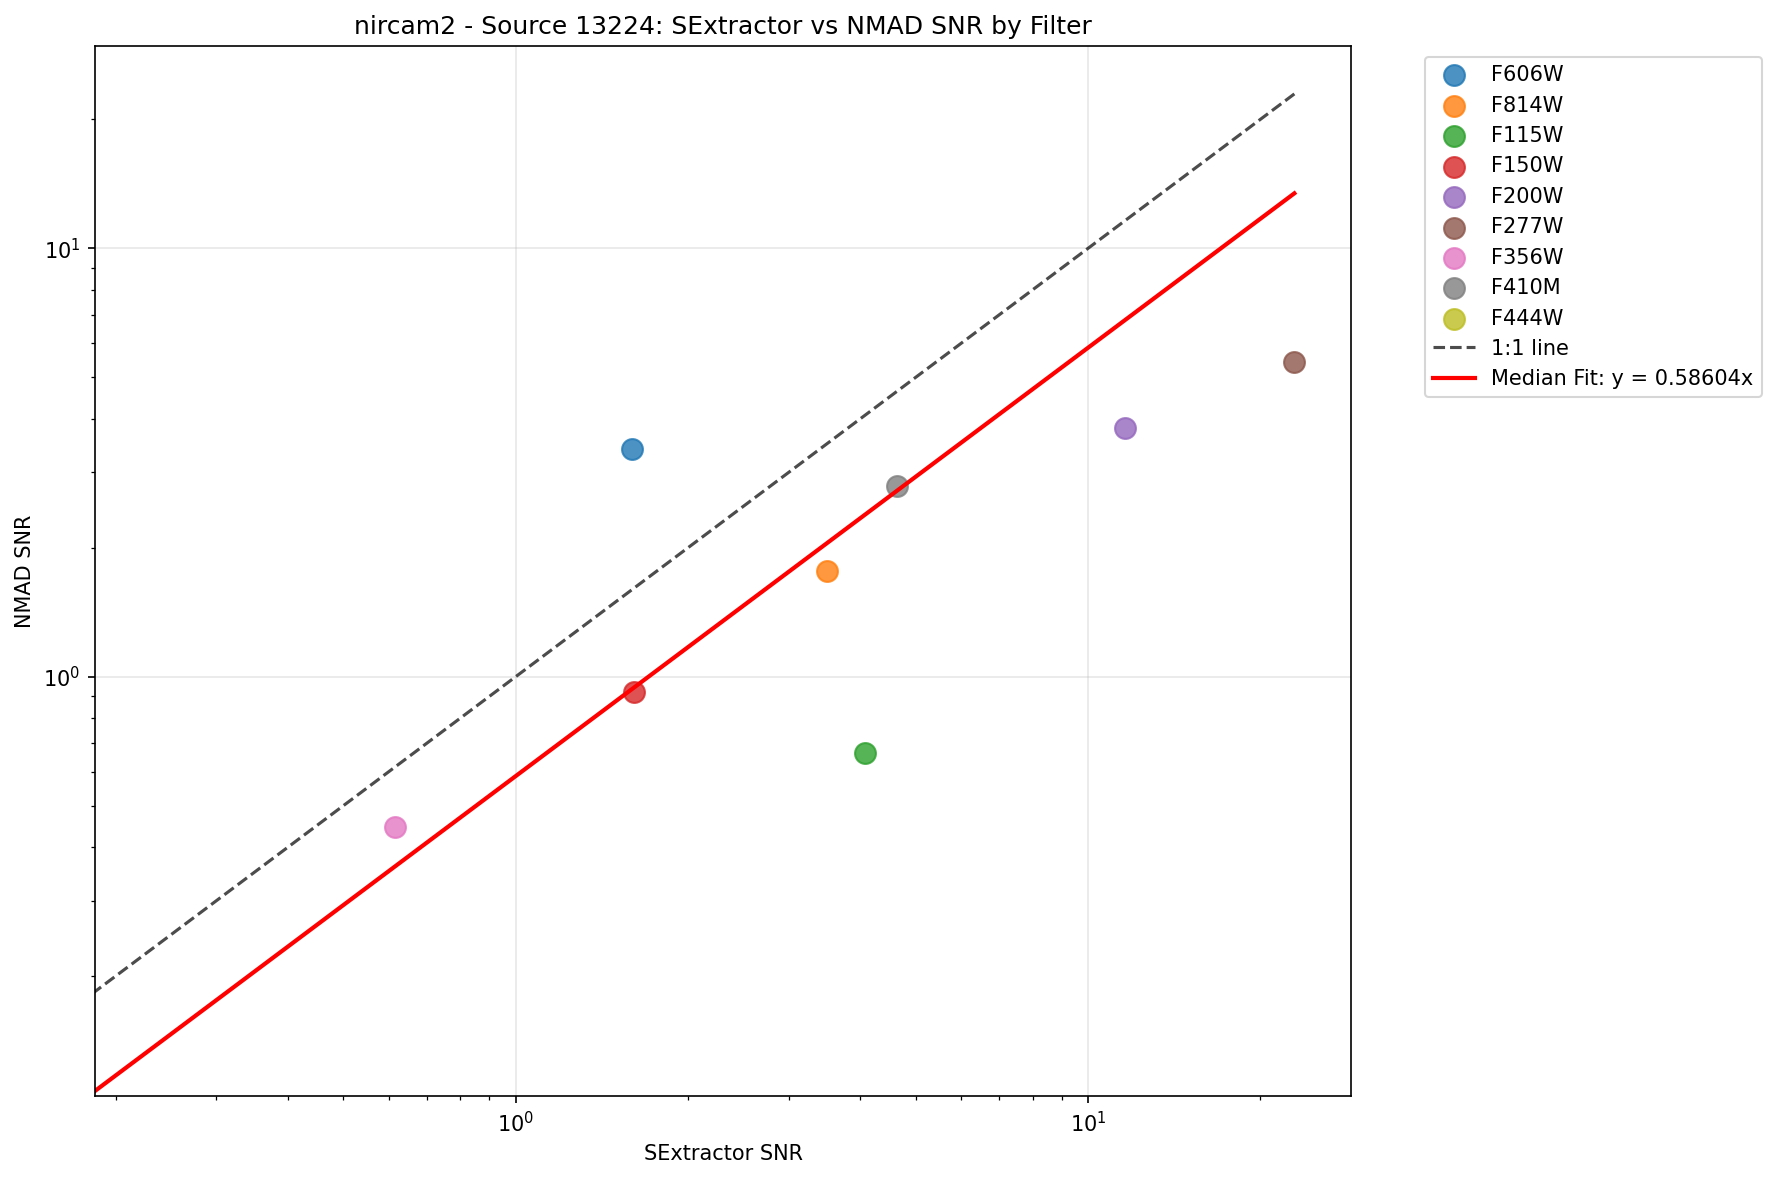 nircam2 - Source 13224: SExtractor vs NMAD SNR by Filter
F606W
F814W
F115W
F150W
F200W
F277W
F356W
F410M
F444W
1:1 line
Median Fit: y = 0.58604x
NMAD SNR
10¹
10⁰
10⁰
10¹
SExtractor SNR